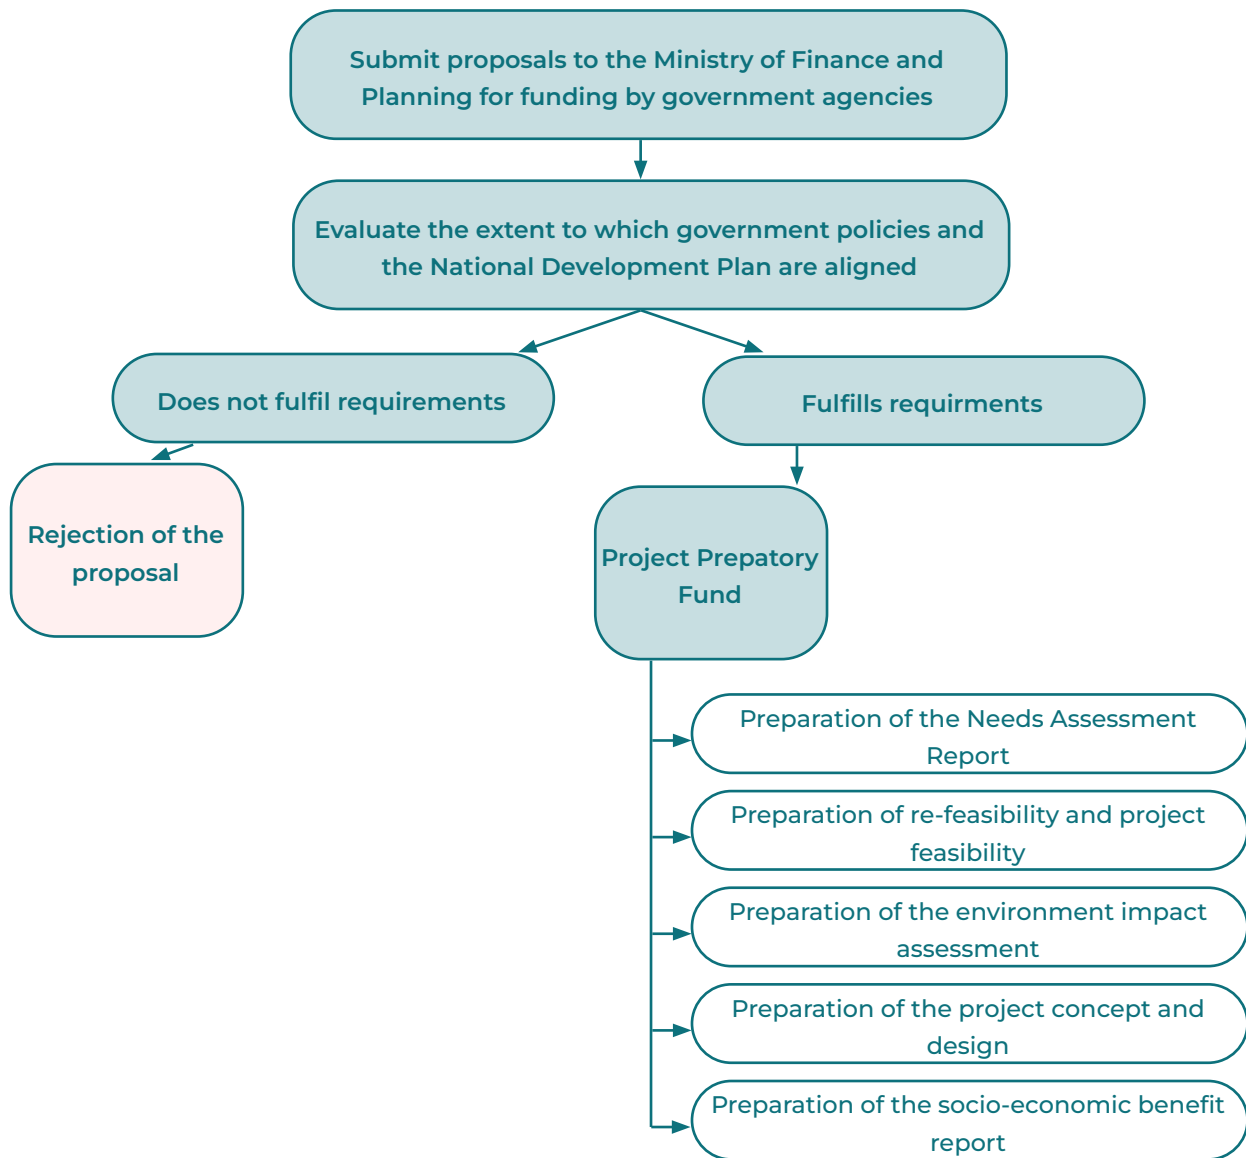 Submit proposals to the Ministry of Finance and
Planning for funding by government agencies
Evaluate the extent to which government policies and
the National Development Plan are aligned
Does not fulfil requirements
Fulfills requirments
Rejection of the
proposal
Project Prepatory
Fund
Preparation of the Needs Assessment
Report
Preparation of re-feasibility and project
feasibility
Preparation of the environment impact
assessment
Preparation of the project concept and
design
Preparation of the socio-economic benefit
report